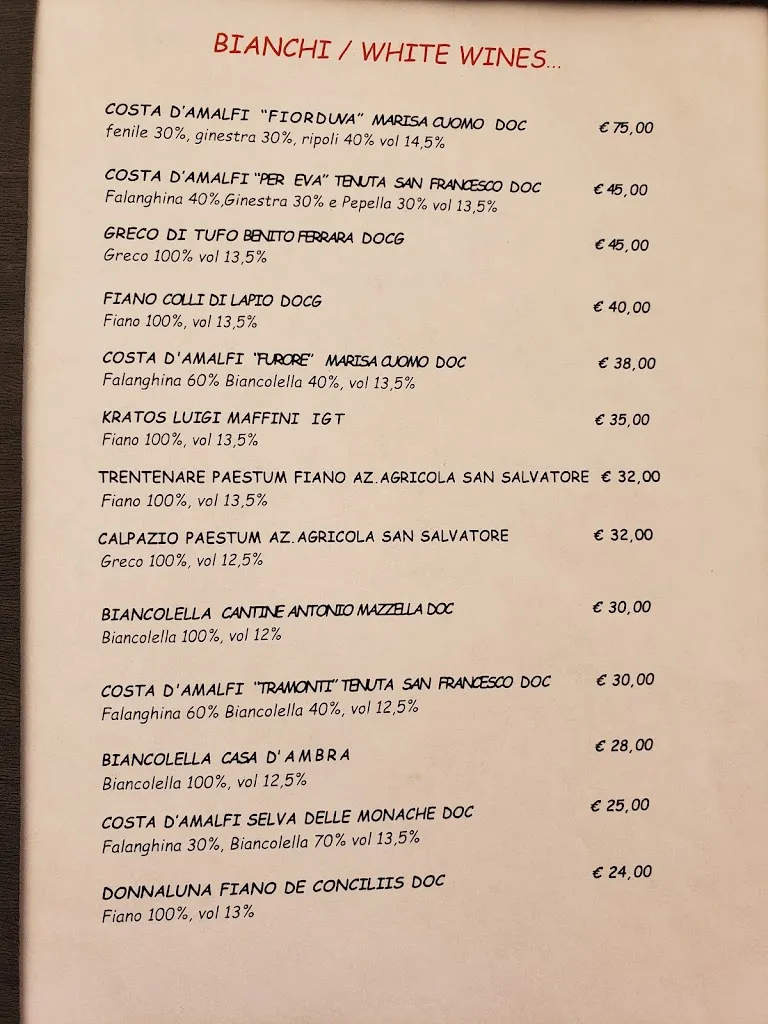 BIANCHI / WHITE WINES...
COSTA D'AMALFI "FIORDUVA" MARISA CUOMO DOC € 75,00
fenile 30%, ginestra 30%, ripoli 40% vol 14,5%
COSTA D'AMALFI "PER EVA" TENUTA SAN FRANCESCO DOC € 45,00
Falanghina 40%,Ginestra 30% e Pepella 30% vol 13,5%
GRECO DI TUFO BENITO FERRARA DOCG € 45,00
Greco 100% vol 13,5%
FIANO COLLI DI LAPIO DOCG € 40,00
Fiano 100%, vol 13,5%
COSTA D'AMALFI "FURORE" MARISA CUOMO DOC € 38,00
Falanghina 60% Biancolella 40%, vol 13,5%
KRATOS LUIGI MAFFINI IGT € 35,00
Fiano 100%, vol 13,5%
TRENTENARE PAESTUM FIANO AZ.AGRICOLA SAN SALVATORE € 32,00
Fiano 100%, vol 13,5%
CALPAZIO PAESTUM AZ.AGRICOLA SAN SALVATORE € 32,00
Greco 100%, vol 12,5%
BIANCOLELLA CANTINE ANTONIO MAZZELLA DOC € 30,00
Biancolella 100%, vol 12%
COSTA D'AMALFI "TRAMONTI" TENUTA SAN FRANCESCO DOC € 30,00
Falanghina 60% Biancolella 40%, vol 12,5%
BIANCOLELLA CASA D'AMBRA € 28,00
Biancolella 100%, vol 12,5%
COSTA D'AMALFI SELVA DELLE MONACHE DOC € 25,00
Falanghina 30%, Biancolella 70% vol 13,5%
DONNALUNA FIANO DE CONCILIIS DOC € 24,00
Fiano 100%, vol 13%